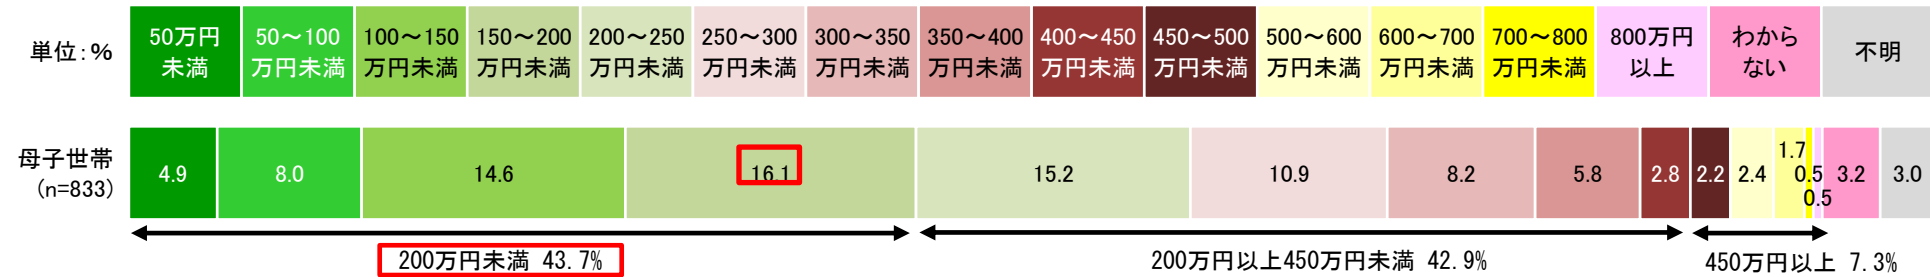 単位:%
50万円
未満
50～100
万円未満
100～150
万円未満
150～200
万円未満
200～250
万円未満
250～300
万円未満
300～350
万円未満
350～400
万円未満
400～450
万円未満
450～500
万円未満
500～600
万円未満
600～700
万円未満
700～800
万円未満
800万円
以上
わから
ない
不明
母子世帯
(n=833)
4.9
8.0
14.6
16.1
15.2
10.9
8.2
5.8
2.8
2.2
2.4
1.7
0.5
0.5
3.2
3.0
200万円未満 43.7%
200万円以上450万円未満 42.9%
450万円以上 7.3%